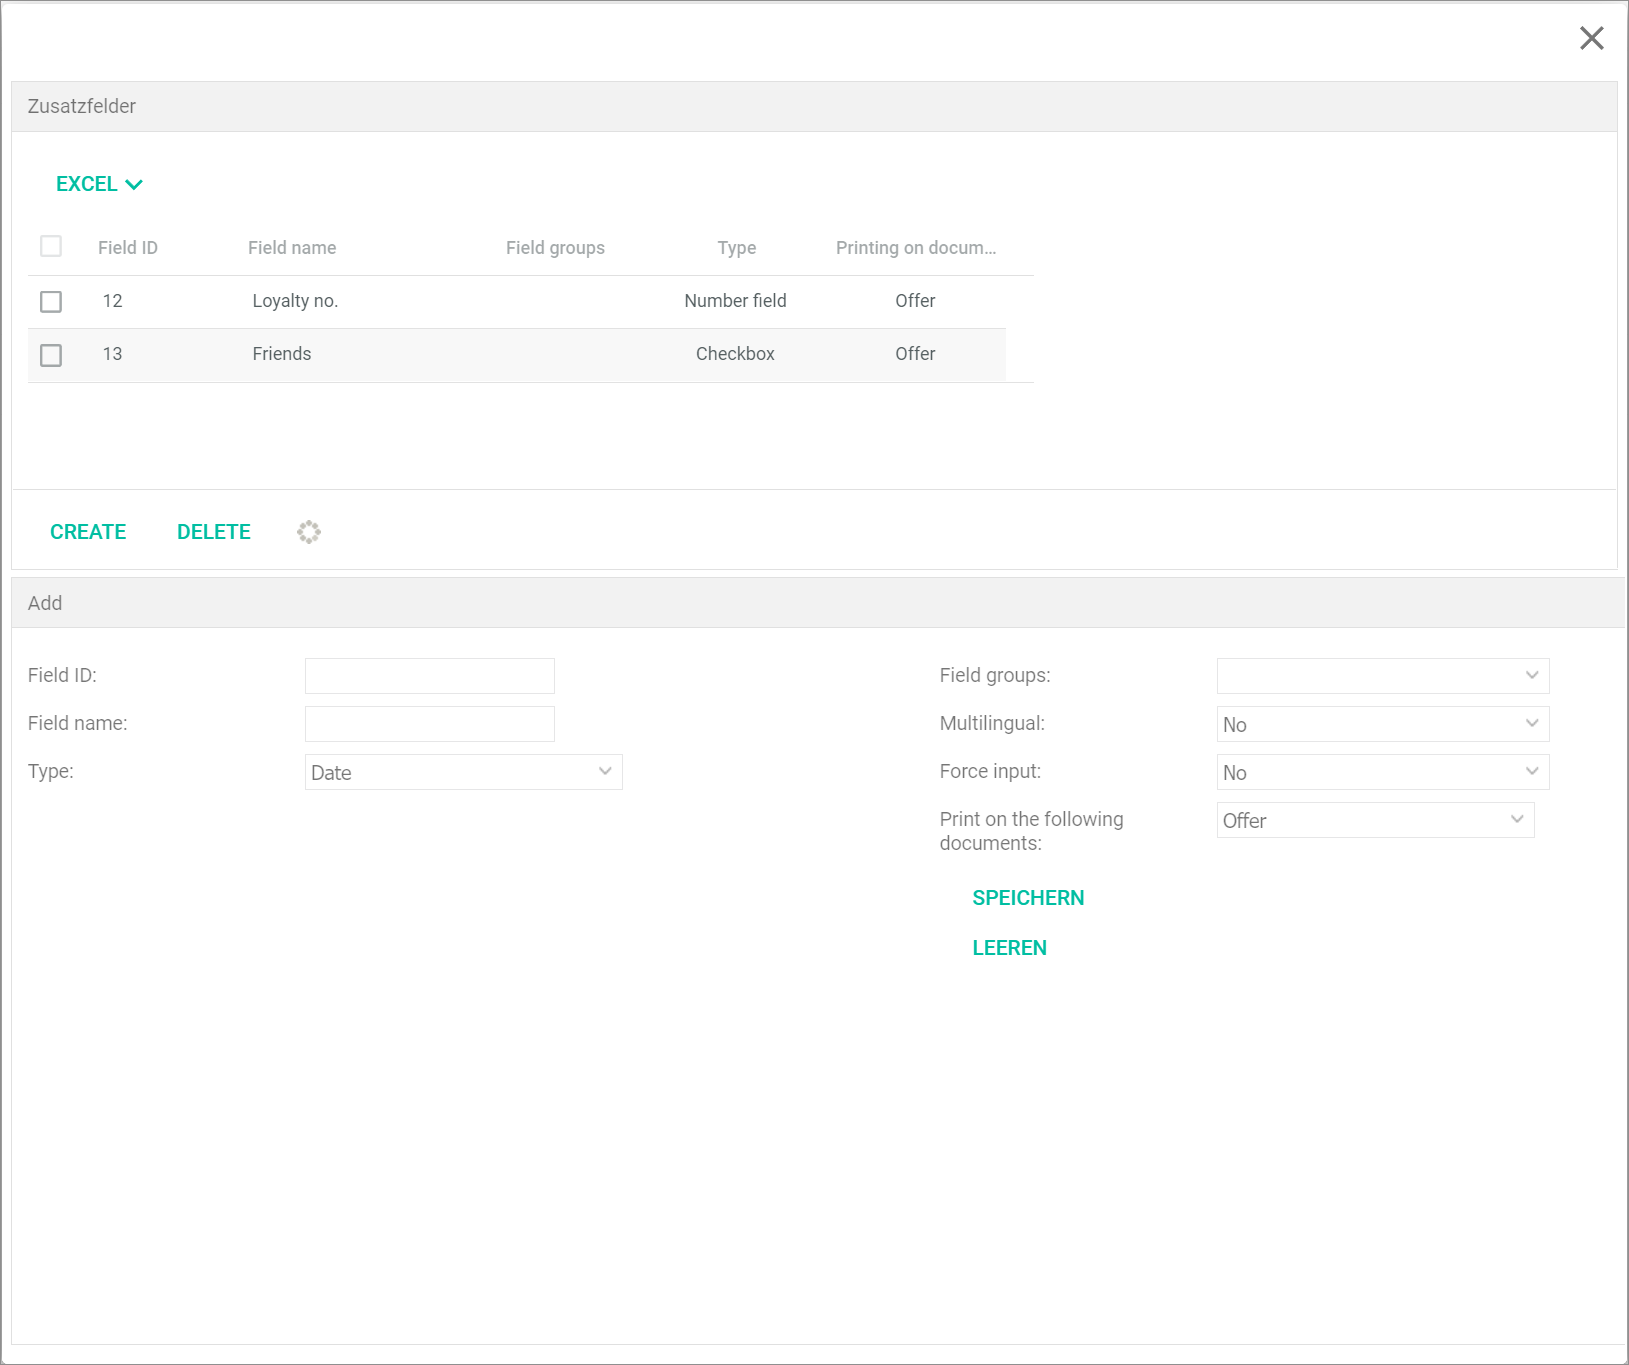 Zusatzfelder
EXCEL
Field ID Field name Field groups Type Printing on docum...
12 Loyalty no. Number field Offer
13 Friends Checkbox Offer
CREATE DELETE
Add
Field ID:
Field name:
Type: Date
Field groups:
Multilingual: No
Force input: No
Print on the following documents: Offer
SPEICHERN
LEEREN